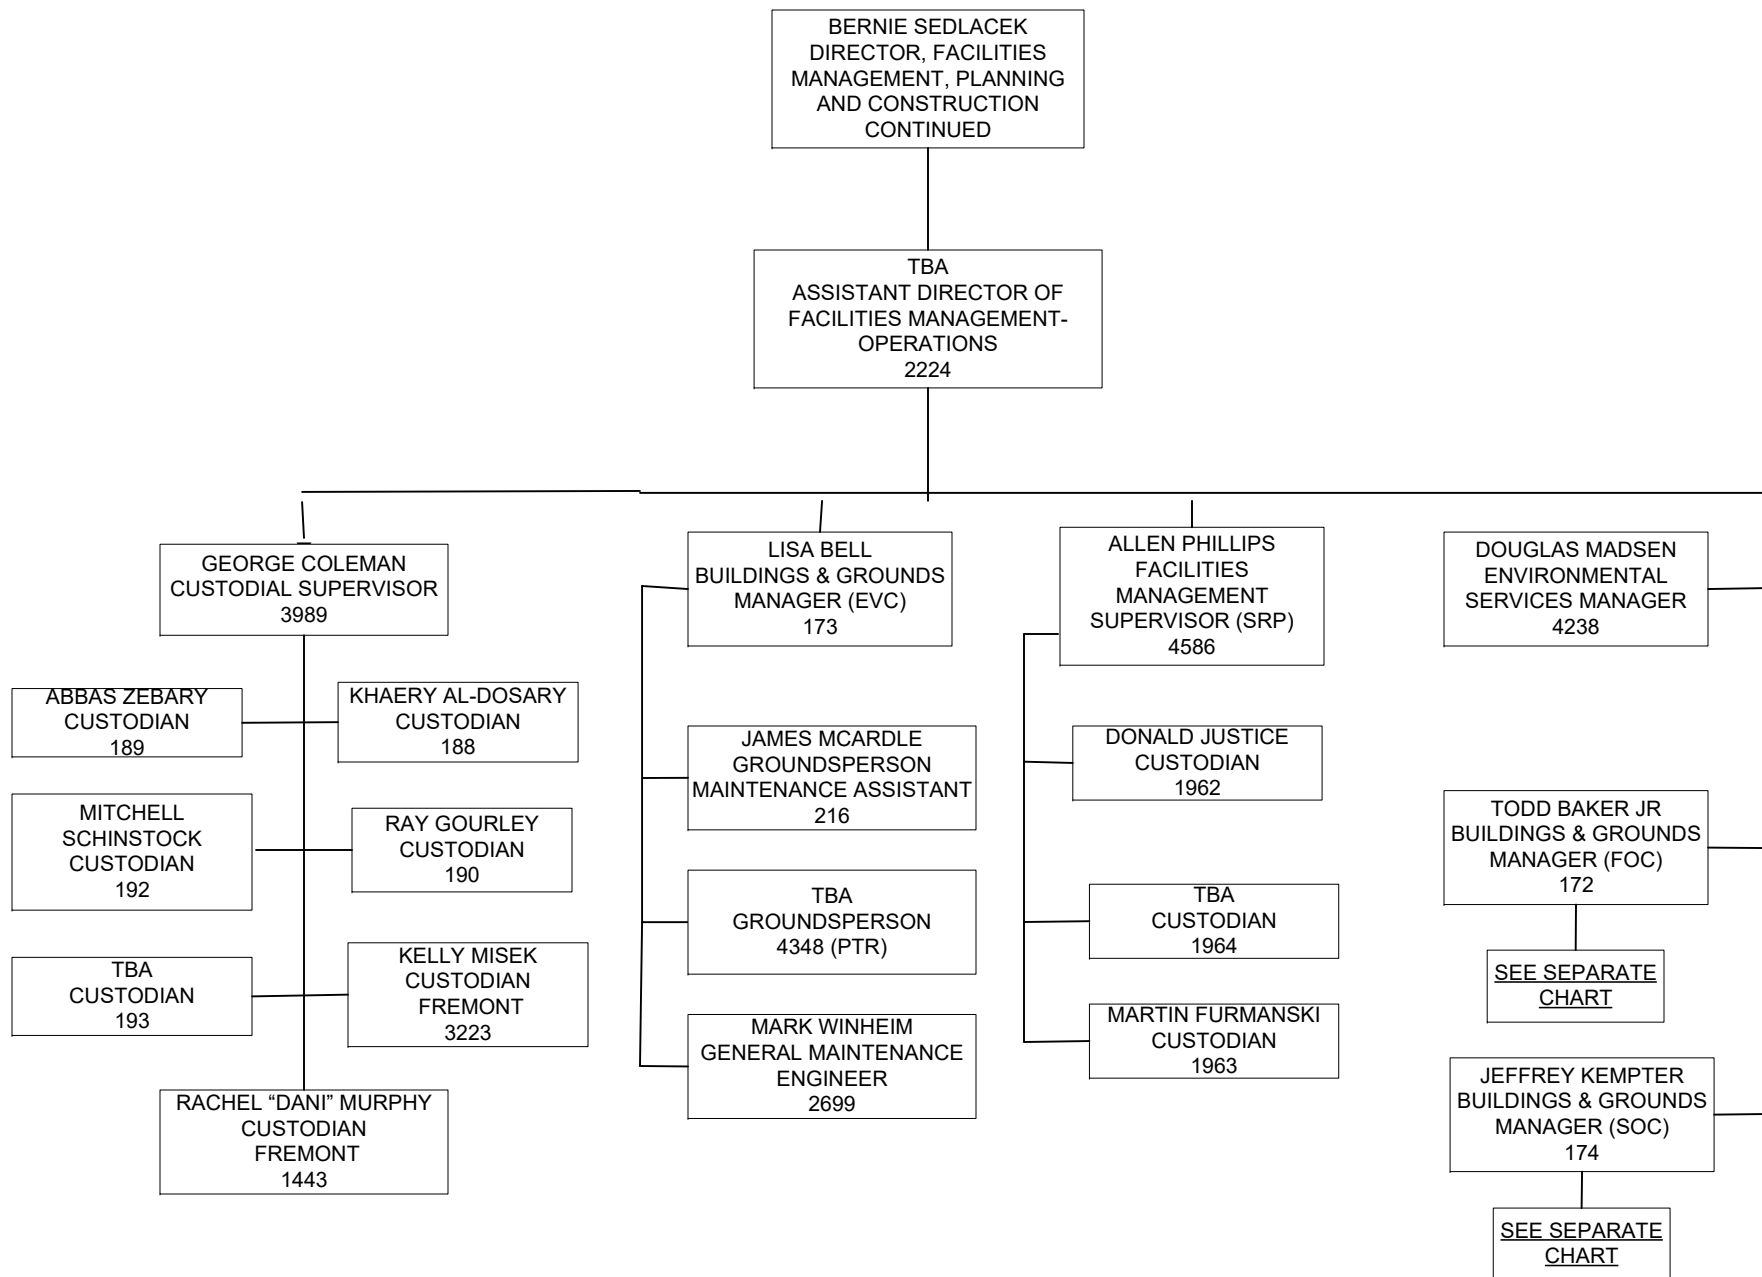 BERNIE SEDLACEK
DIRECTOR, FACILITIES
MANAGEMENT, PLANNING
AND CONSTRUCTION
CONTINUED
TBA
ASSISTANT DIRECTOR OF
FACILITIES MANAGEMENT-
OPERATIONS
2224
GEORGE COLEMAN
CUSTODIAL SUPERVISOR
3989
ABBAS ZEBARY
CUSTODIAN
189
KHAERY AL-DOSARY
CUSTODIAN
188
MITCHELL
SCHINSTOCK
CUSTODIAN
192
RAY GOURLEY
CUSTODIAN
190
TBA
CUSTODIAN
193
KELLY MISEK
CUSTODIAN
FREMONT
3223
RACHEL “DANI” MURPHY
CUSTODIAN
FREMONT
1443
LISA BELL
BUILDINGS & GROUNDS
MANAGER (EVC)
173
JAMES MCARDLE
GROUNDSPERSON
MAINTENANCE ASSISTANT
216
TBA
GROUNDSPERSON
4348 (PTR)
MARK WINHEIM
GENERAL MAINTENANCE
ENGINEER
2699
ALLEN PHILLIPS
FACILITIES
MANAGEMENT
SUPERVISOR (SRP)
4586
DONALD JUSTICE
CUSTODIAN
1962
TBA
CUSTODIAN
1964
MARTIN FURMANSKI
CUSTODIAN
1963
DOUGLAS MADSEN
ENVIRONMENTAL
SERVICES MANAGER
4238
TODD BAKER JR
BUILDINGS & GROUNDS
MANAGER (FOC)
172
SEE SEPARATE
CHART
JEFFREY KEMPTER
BUILDINGS & GROUNDS
MANAGER (SOC)
174
SEE SEPARATE
CHART